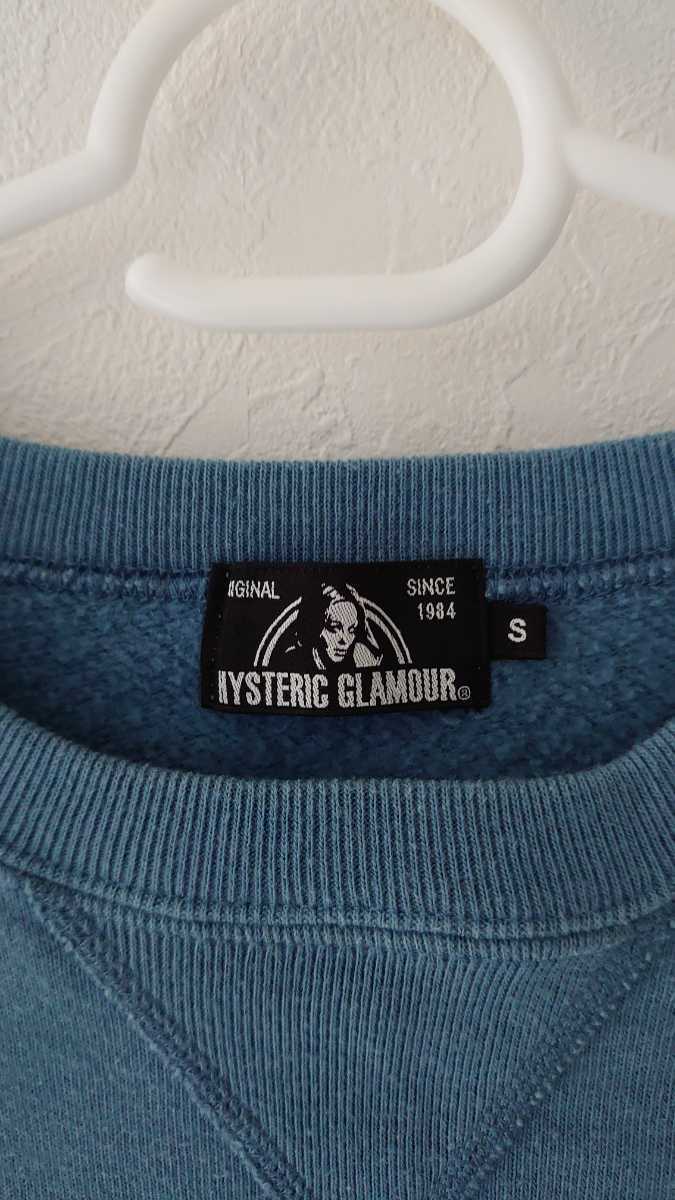 IGINAL
SINCE
1984
HYSTERIC GLAMOUR®
S